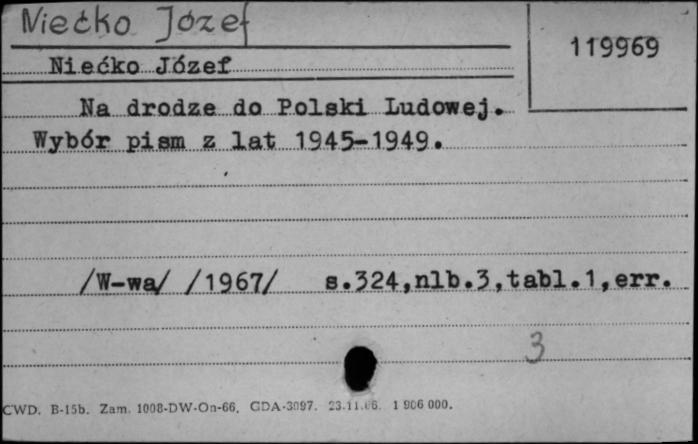 Niećko Józef
119969
Niećko Józef
Na drodze do Polski Ludowej.
Wybór pism z lat 1945-1949.
/W-wa/ /1967/ s.324,nlb.3,tabl.1,err.
3
CWD. B-15b. Zam. 1008-DW-On-66. GDA-3097. 23.11.66. 1 906 000.